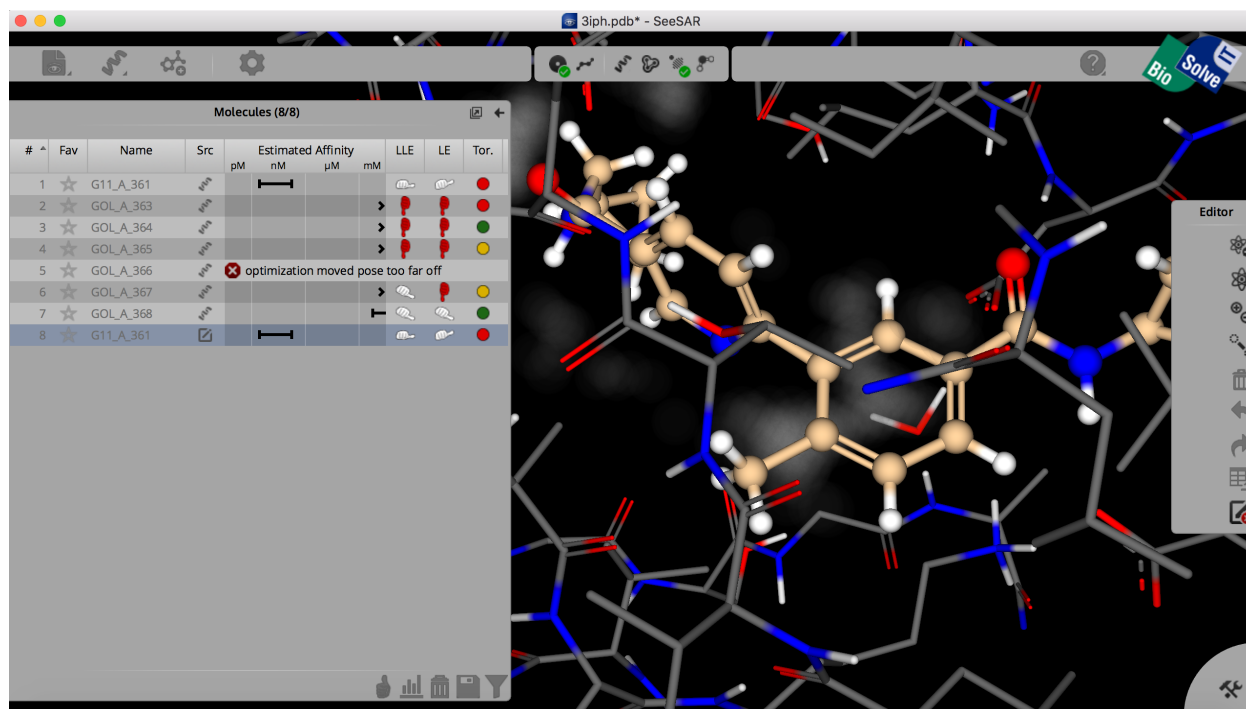 3iph.pdb* - SeeSAR
Bio
Solve
IT
Molecules (8/8)
# Fav Name Src Estimated Affinity LLE LE Tor.
pM nM µM mM
1 G11_A_361
2 GOL_A_363
3 GOL_A_364
4 GOL_A_365
5 GOL_A_366 optimization moved pose too far off
6 GOL_A_367
7 GOL_A_368
8 G11_A_361
Editor